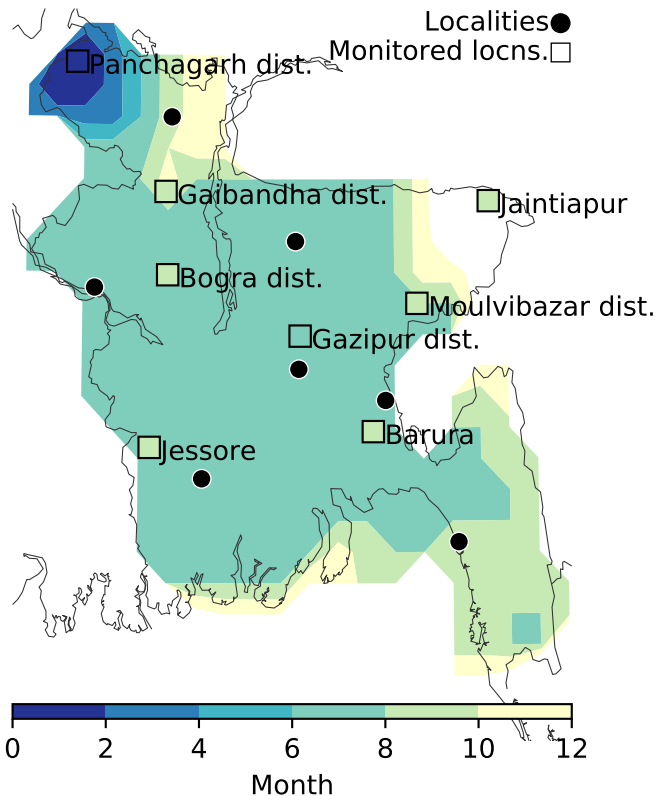 Localities
Monitored locns.
Panchagarh dist.
Gaibandha dist.
Jaintiapur
Bogra dist.
Moulvibazar dist.
Gazipur dist.
Barura
Jessore
0 2 4 6 8 10 12
Month